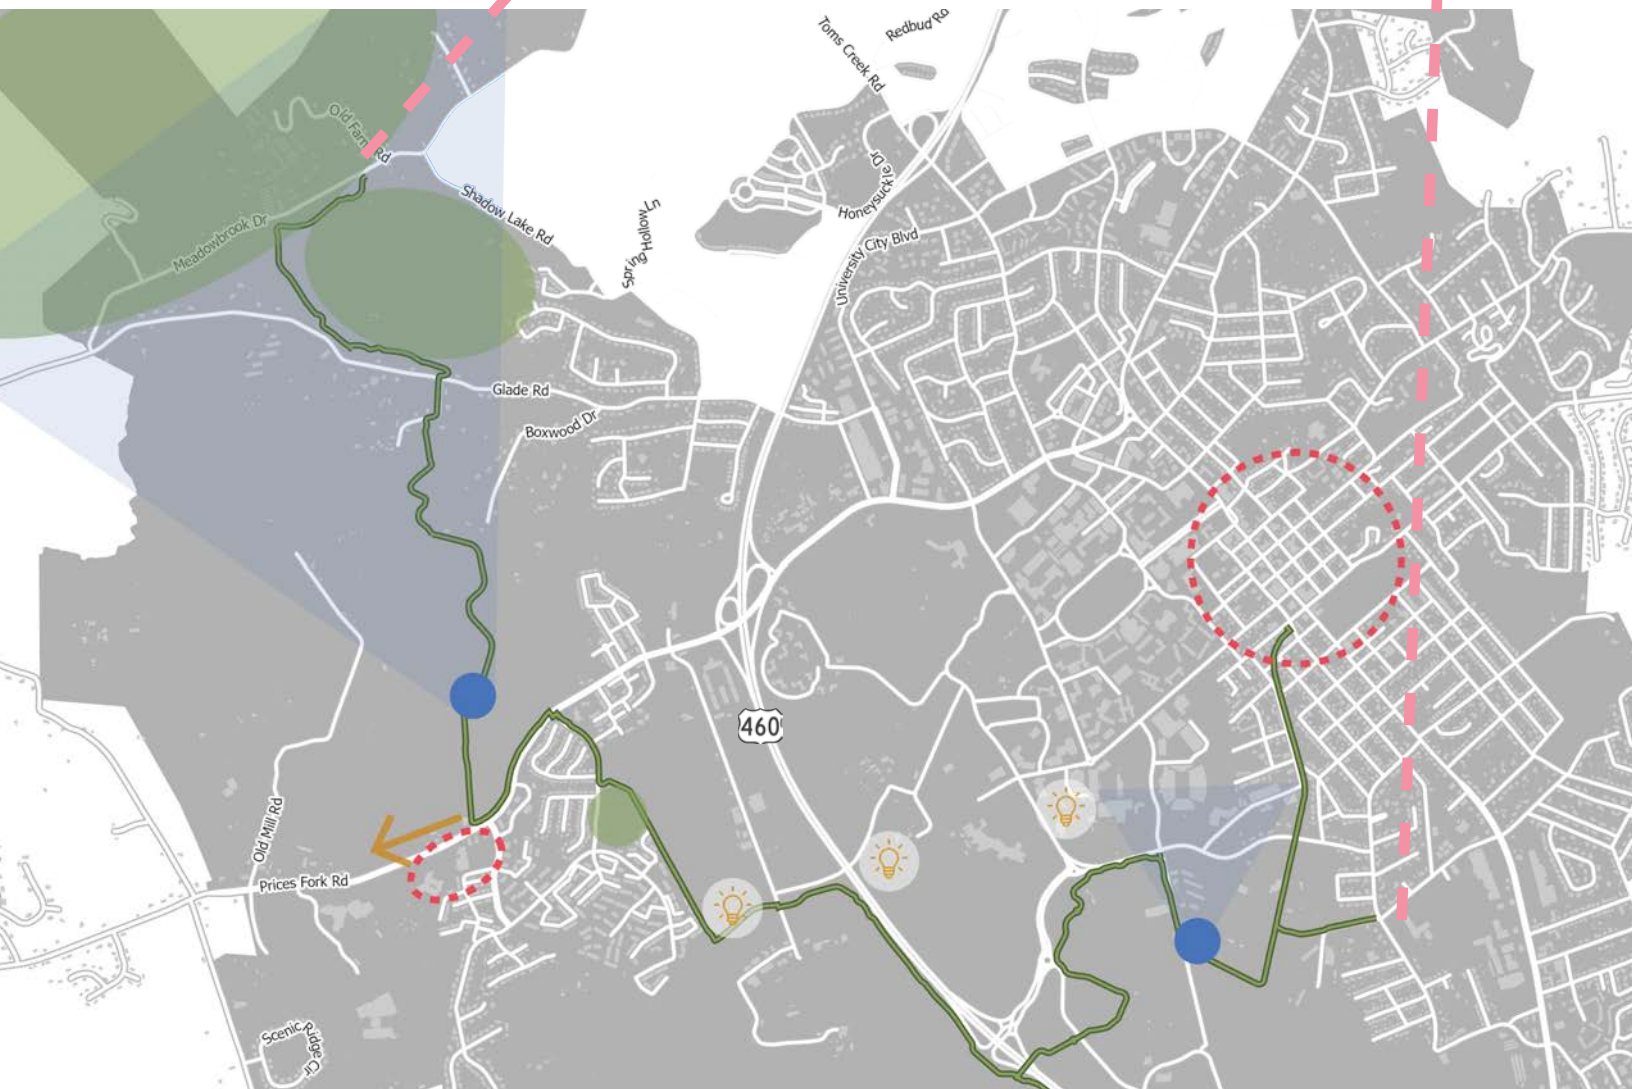 Toms Creek Rd
Redbud Rd
Old Farm Rd
Honeysuckle Dr
Shadow Lake Rd
Spring Hollow Ln
Meadowbrook Dr
University City Blvd
Glade Rd
Boxwood Dr
460
Old Mill Rd
Prices Fork Rd
Scenic Ridge Cir